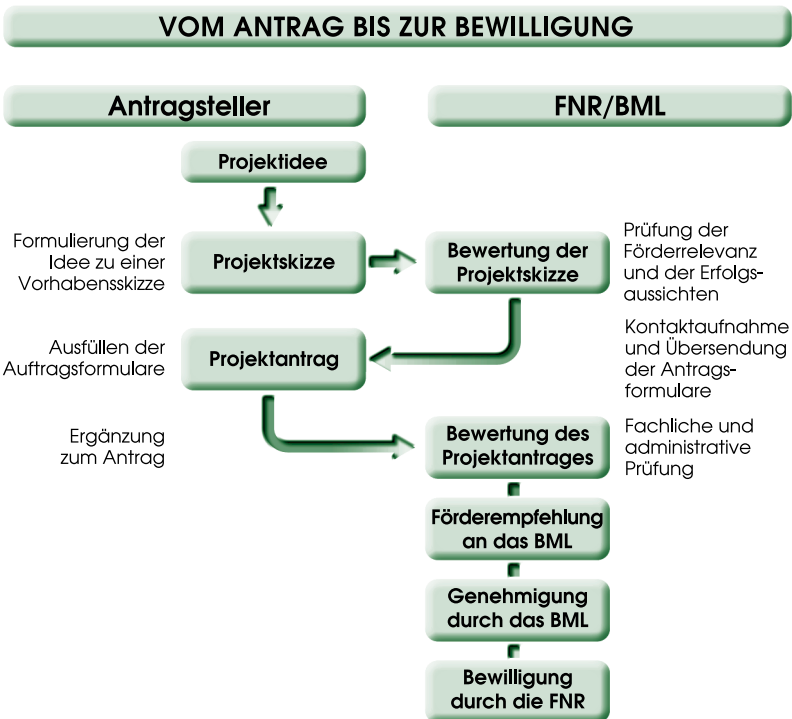 VOM ANTRAG BIS ZUR BEWILLIGUNG
Antragsteller
FNR/BML
Projektidee
Formulierung der
Idee zu einer
Vorhabensskizze
Projektskizze
Bewertung der
Projektskizze
Prüfung der
Förderrelevanz
und der Erfolgs-
aussichten
Ausfüllen der
Auftragsformulare
Projektantrag
Kontaktaufnahme
und Übersendung
der Antrags-
formulare
Ergänzung
zum Antrag
Bewertung des
Projektantrages
Fachliche und
administrative
Prüfung
Förderempfehlung
an das BML
Genehmigung
durch das BML
Bewilligung
durch die FNR